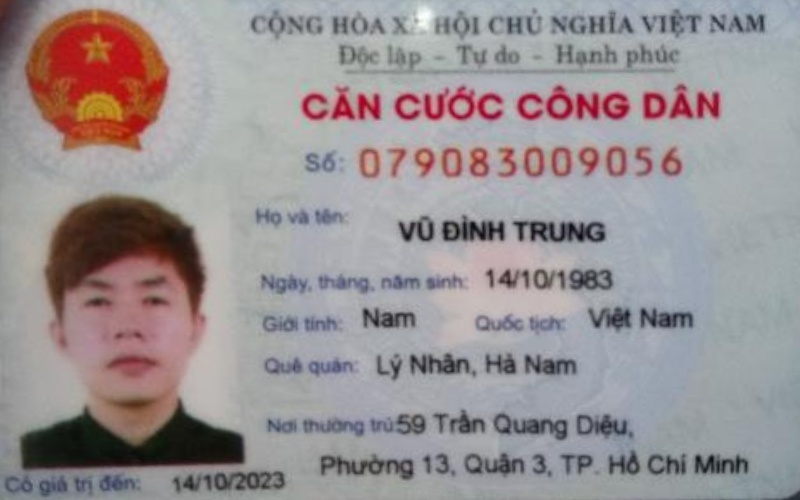 CỘNG HÒA XÃ HỘI CHỦ NGHĨA VIỆT NAM
Độc lập - Tự do - Hạnh phúc
CĂN CƯỚC CÔNG DÂN
Số: 079083009056
Họ và tên: VŨ ĐÌNH TRUNG
Ngày, tháng, năm sinh: 14/10/1983
Giới tính: Nam Quốc tịch: Việt Nam
Quê quán: Lý Nhân, Hà Nam
Nơi thường trú: 59 Trần Quang Diệu,
Phường 13, Quận 3, TP. Hồ Chí Minh
Có giá trị đến: 14/10/2023